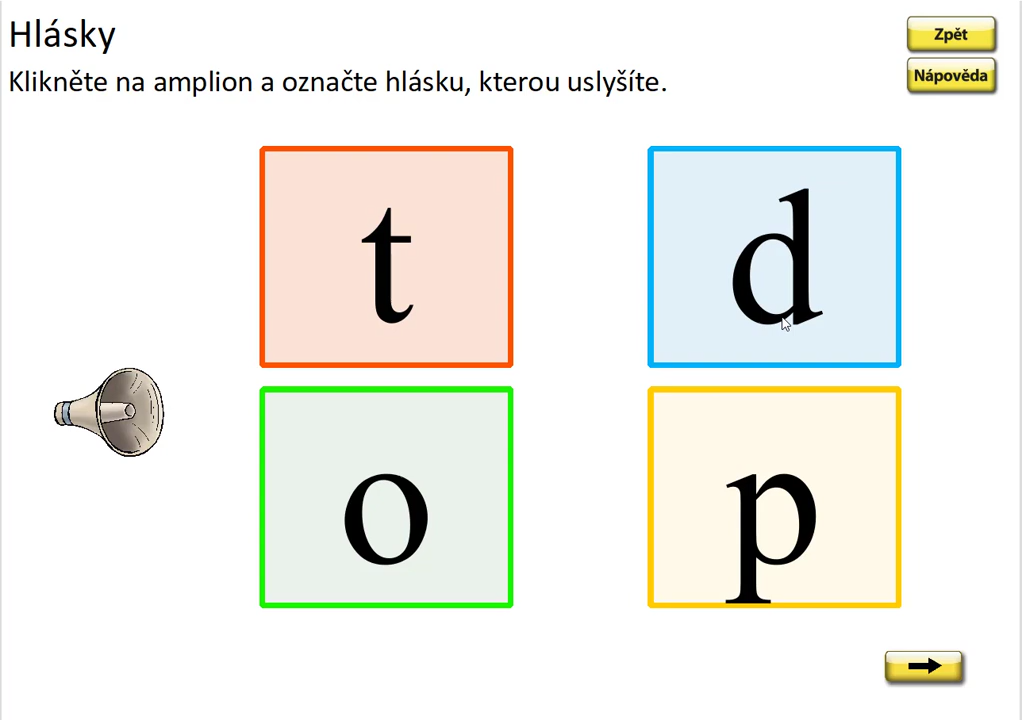 Hlásky
Zpět
Klikněte na amplion a označte hlásku, kterou uslyšíte.
Nápověda
t
d
o
p